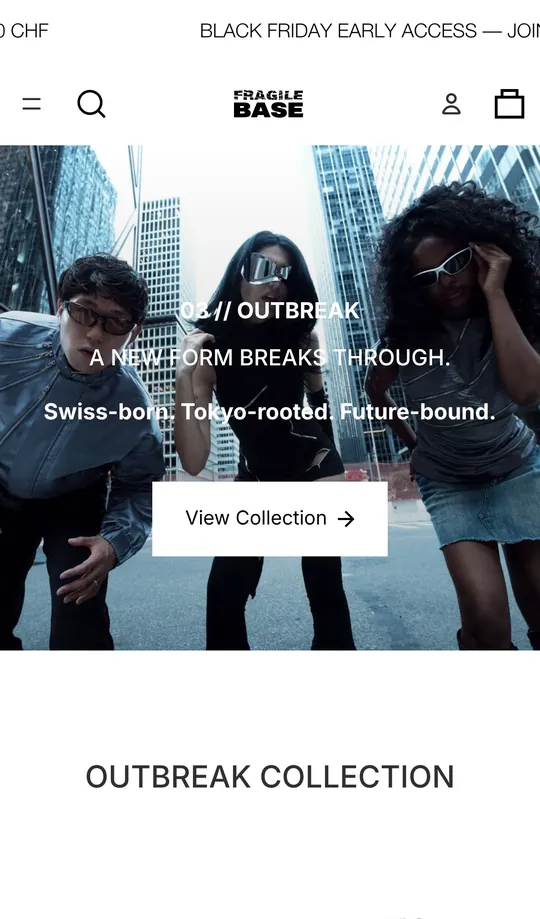 0 CHF
BLACK FRIDAY EARLY ACCESS — JOIN
FRAGILE
BASE
03 // OUTBREAK
A NEW FORM BREAKS THROUGH.
Swiss-born. Tokyo-rooted. Future-bound.
View Collection →
OUTBREAK COLLECTION